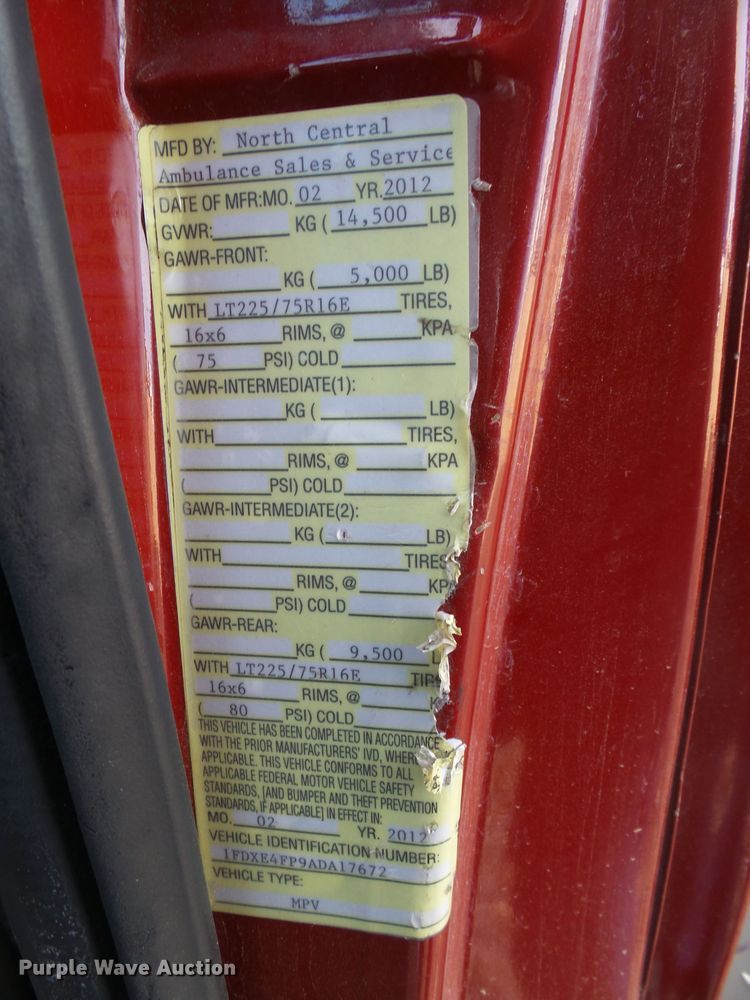 MFD BY: North Central
Ambulance Sales & Service
DATE OF MFR:MO. 02 YR. 2012
GVWR: KG ( 14,500 LB)
GAWR-FRONT:
KG ( 5,000 LB)
WITH LT225/75R16E TIRES,
16x6 RIMS, @ KPA
( 75 PSI) COLD
GAWR-INTERMEDIATE(1):
KG ( LB)
WITH TIRES,
RIMS, @ KPA
( PSI) COLD
GAWR-INTERMEDIATE(2):
KG ( LB)
WITH TIRES
RIMS, @ KPA
( PSI) COLD
GAWR-REAR:
KG ( 9,500 L
WITH LT225/75R16E TIR
16x6 RIMS, @ K
( 80 PSI) COLD
THIS VEHICLE HAS BEEN COMPLETED IN ACCORDANCE
WITH THE PRIOR MANUFACTURERS' IVD, WHERE
APPLICABLE. THIS VEHICLE CONFORMS TO ALL
APPLICABLE FEDERAL MOTOR VEHICLE SAFETY
STANDARDS, [AND BUMPER AND THEFT PREVENTION
STANDARDS, IF APPLICABLE] IN EFFECT IN:
MO. 02 YR. 2012
VEHICLE IDENTIFICATION NUMBER:
1FDXE4FP9ADA17672
VEHICLE TYPE:
MPV
Purple Wave Auction